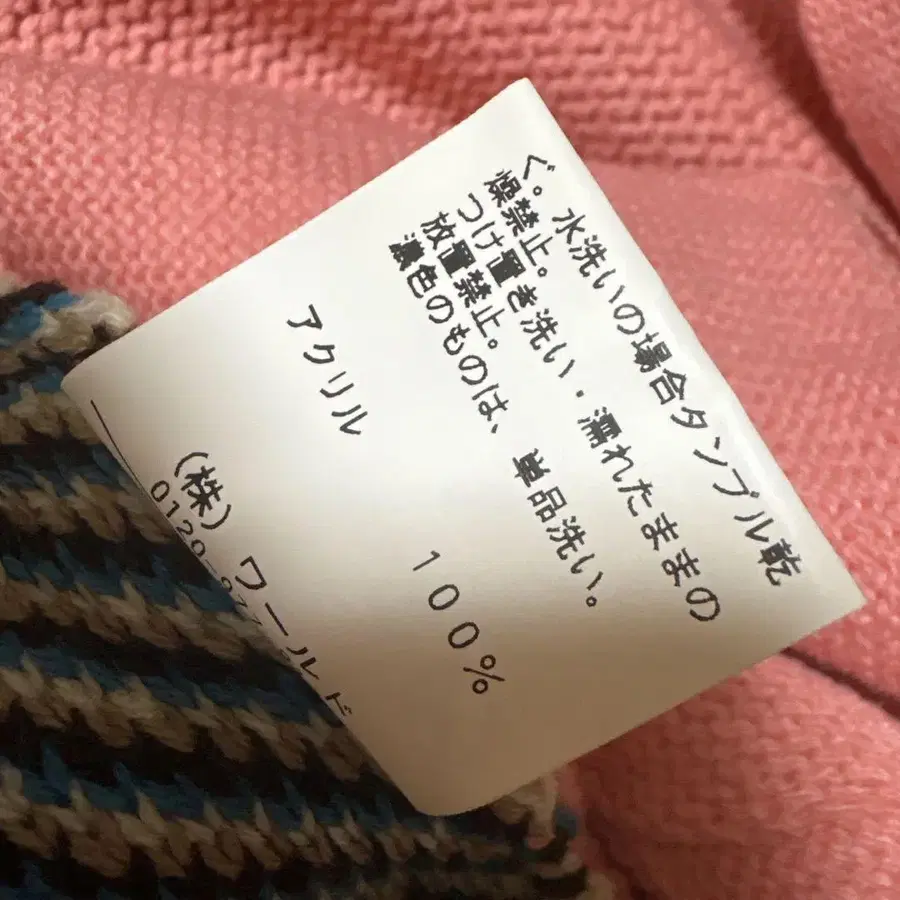 ぐ。水洗いの場合タンブル乾
燥禁止。
つけ置き洗い・濡れたままの
放置禁止。
濃色のものは、単品洗い。
アクリル 100%
(株)ワールド
0120-97